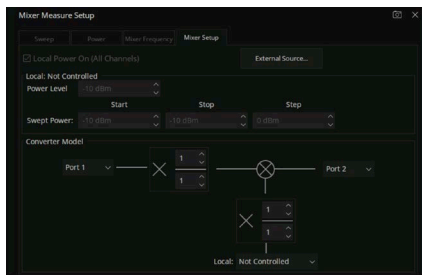 Mixer Measure Setup
Sweep Power Mixer Frequency Mixer Setup
Local Power On (All Channels) External Source...
Local: Not Controlled
Power Level -10 dBm
Start Stop Step
Swept Power: -10 dBm -10 dBm 0 dBm
Converter Model
Port 1 1 Port 2
1
1
1
Local: Not Controlled